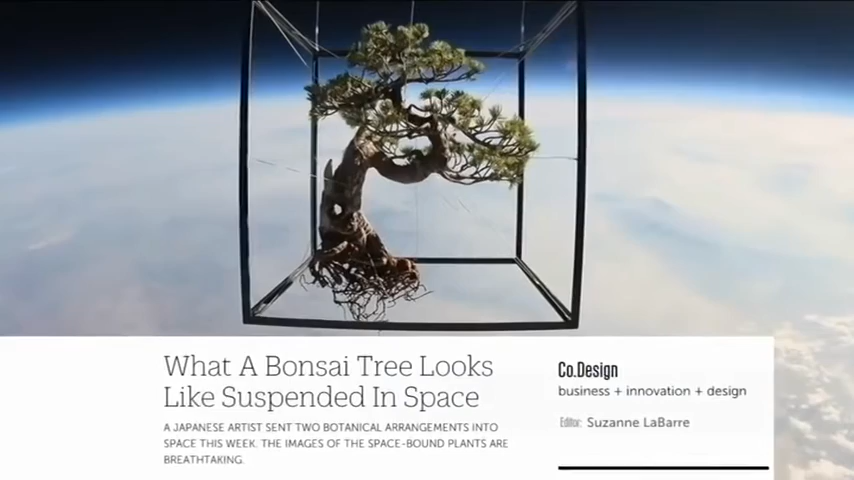 What A Bonsai Tree Looks
Like Suspended In Space
A JAPANESE ARTIST SENT TWO BOTANICAL ARRANGEMENTS INTO
SPACE THIS WEEK. THE IMAGES OF THE SPACE-BOUND PLANTS ARE
BREATHTAKING.
Co.Design
business + innovation + design
Editor: Suzanne LaBarre